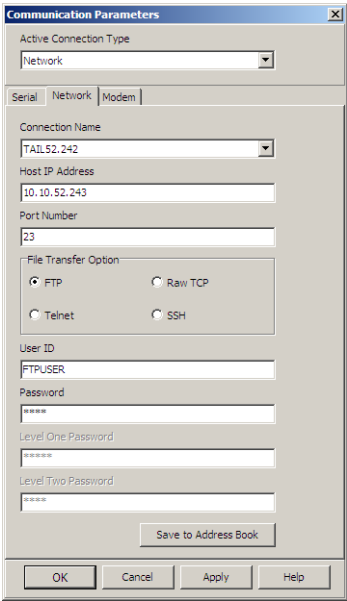 Communication Parameters
Active Connection Type
Network
Serial Network Modem
Connection Name
TAIL52.242
Host IP Address
10.10.52.243
Port Number
23
File Transfer Option
FTP Raw TCP
Telnet SSH
User ID
FTPUSER
Password
****
Level One Password
*****
Level Two Password
****
Save to Address Book
OK Cancel Apply Help